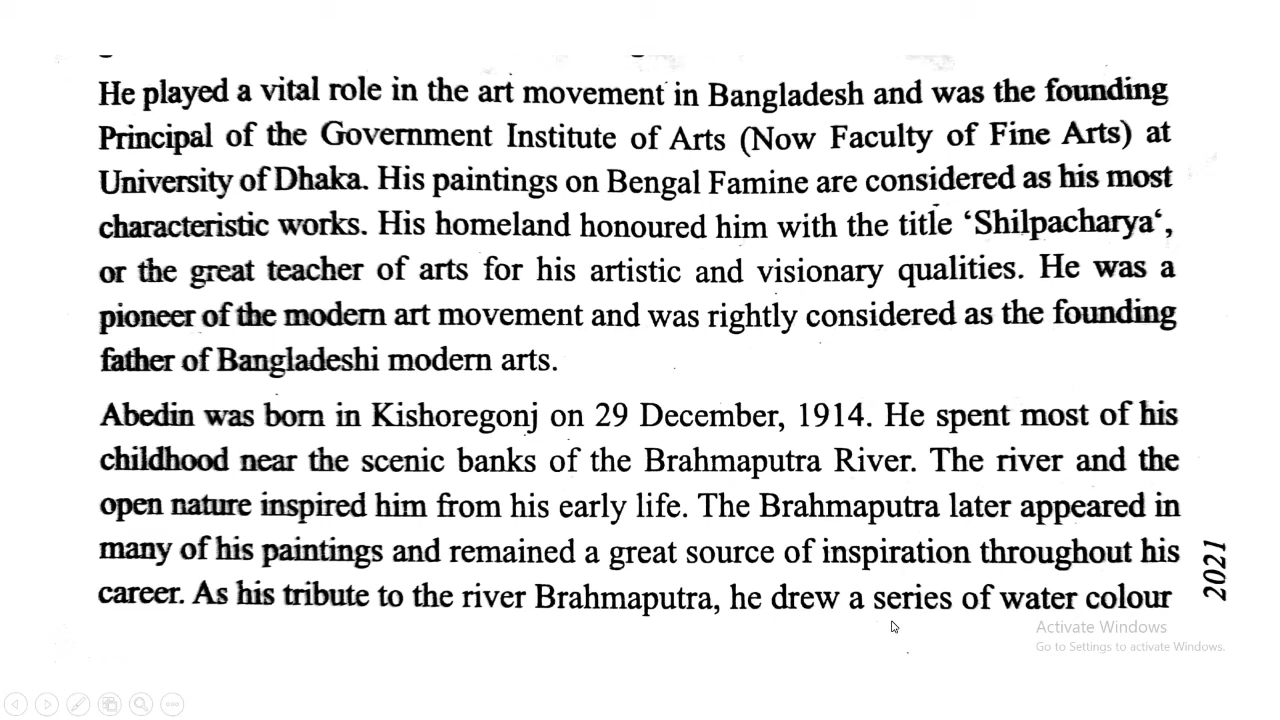 He played a vital role in the art movement in Bangladesh and was the founding
Principal of the Government Institute of Arts (Now Faculty of Fine Arts) at
University of Dhaka. His paintings on Bengal Famine are considered as his most
characteristic works. His homeland honoured him with the title ‘Shilpacharya‘,
or the great teacher of arts for his artistic and visionary qualities. He was a
pioneer of the modern art movement and was rightly considered as the founding
father of Bangladeshi modern arts.
Abedin was born in Kishoregonj on 29 December, 1914. He spent most of his
childhood near the scenic banks of the Brahmaputra River. The river and the
open nature inspired him from his early life. The Brahmaputra later appeared in
many of his paintings and remained a great source of inspiration throughout his
career. As his tribute to the river Brahmaputra, he drew a series of water colour
2021
Activate Windows
Go to Settings to activate Windows.